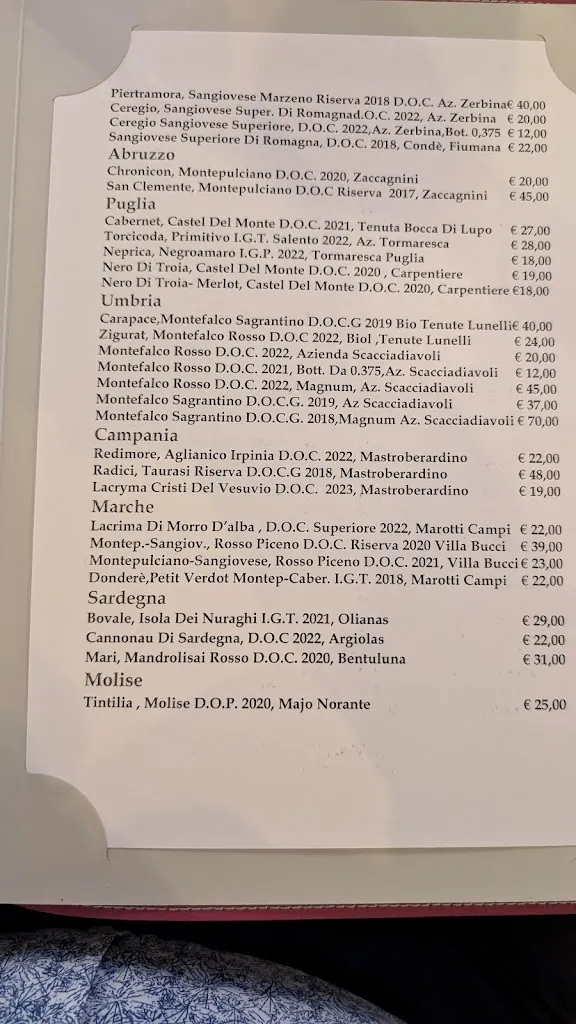 Piertramora, Sangiovese Marzeno Riserva 2018 D.O.C. Az. Zerbina€ 40,00
Ceregio, Sangiovese Super. Di Romagnad.O.C. 2022, Az. Zerbina € 20,00
Ceregio Sangiovese Superiore, D.O.C. 2022,Az. Zerbina,Bot. 0,375 € 12,00
Sangiovese Superiore Di Romagna, D.O.C. 2018, Condè, Fiumana € 22,00
Abruzzo
Chronicon, Montepulciano D.O.C. 2020, Zaccagnini € 20,00
San Clemente, Montepulciano D.O.C Riserva 2017, Zaccagnini € 45,00
Puglia
Cabernet, Castel Del Monte D.O.C. 2021, Tenuta Bocca Di Lupo € 27,00
Torcicoda, Primitivo I.G.T. Salento 2022, Az. Tormaresca € 28,00
Neprica, Negroamaro I.G.P. 2022, Tormaresca Puglia € 18,00
Nero Di Troia, Castel Del Monte D.O.C. 2020 , Carpentiere € 19,00
Nero Di Troia- Merlot, Castel Del Monte D.O.C. 2020, Carpentiere €18,00
Umbria
Carapace,Montefalco Sagrantino D.O.C.G 2019 Bio Tenute Lunelli€ 40,00
Zigurat, Montefalco Rosso D.O.C 2022, BioI ,Tenute Lunelli € 24,00
Montefalco Rosso D.O.C. 2022, Azienda Scacciadiavoli € 20,00
Montefalco Rosso D.O.C. 2021, Bott. Da 0.375,Az. Scacciadiavoli € 12,00
Montefalco Rosso D.O.C. 2022, Magnum, Az. Scacciadiavoli € 45,00
Montefalco Sagrantino D.O.C.G. 2019, Az Scacciadiavoli € 37,00
Montefalco Sagrantino D.O.C.G. 2018,Magnum Az. Scacciadiavoli € 70,00
Campania
Redimore, Aglianico Irpinia D.O.C. 2022, Mastroberardino € 22,00
Radici, Taurasi Riserva D.O.C.G 2018, Mastroberardino € 48,00
Lacryma Cristi Del Vesuvio D.O.C. 2023, Mastroberardino € 19,00
Marche
Lacrima Di Morro D'alba , D.O.C. Superiore 2022, Marotti Campi € 22,00
Montep.-Sangiov., Rosso Piceno D.O.C. Riserva 2020 Villa Bucci € 39,00
Montepulciano-Sangiovese, Rosso Piceno D.O.C. 2021, Villa Bucci € 23,00
Donderè,Petit Verdot Montep-Caber. I.G.T. 2018, Marotti Campi € 22,00
Sardegna
Bovale, Isola Dei Nuraghi I.G.T. 2021, Olianas € 29,00
Cannonau Di Sardegna, D.O.C 2022, Argiolas € 22,00
Mari, Mandrolisai Rosso D.O.C. 2020, Bentuluna € 31,00
Molise
Tintilia , Molise D.O.P. 2020, Majo Norante € 25,00